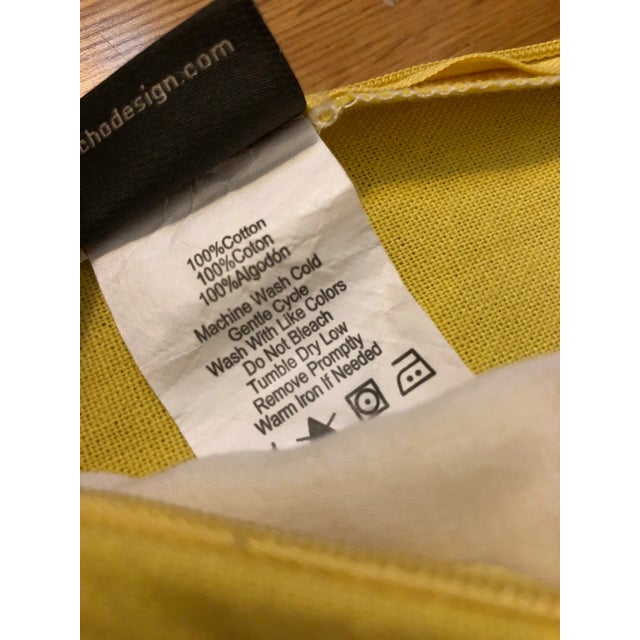 chodesign.com
100%Cotton
100%Coton
100%Algodón
Machine Wash Cold
Gentle Cycle
Wash With Like Colors
Do Not Bleach
Tumble Dry Low
Remove Promptly
Warm Iron If Needed